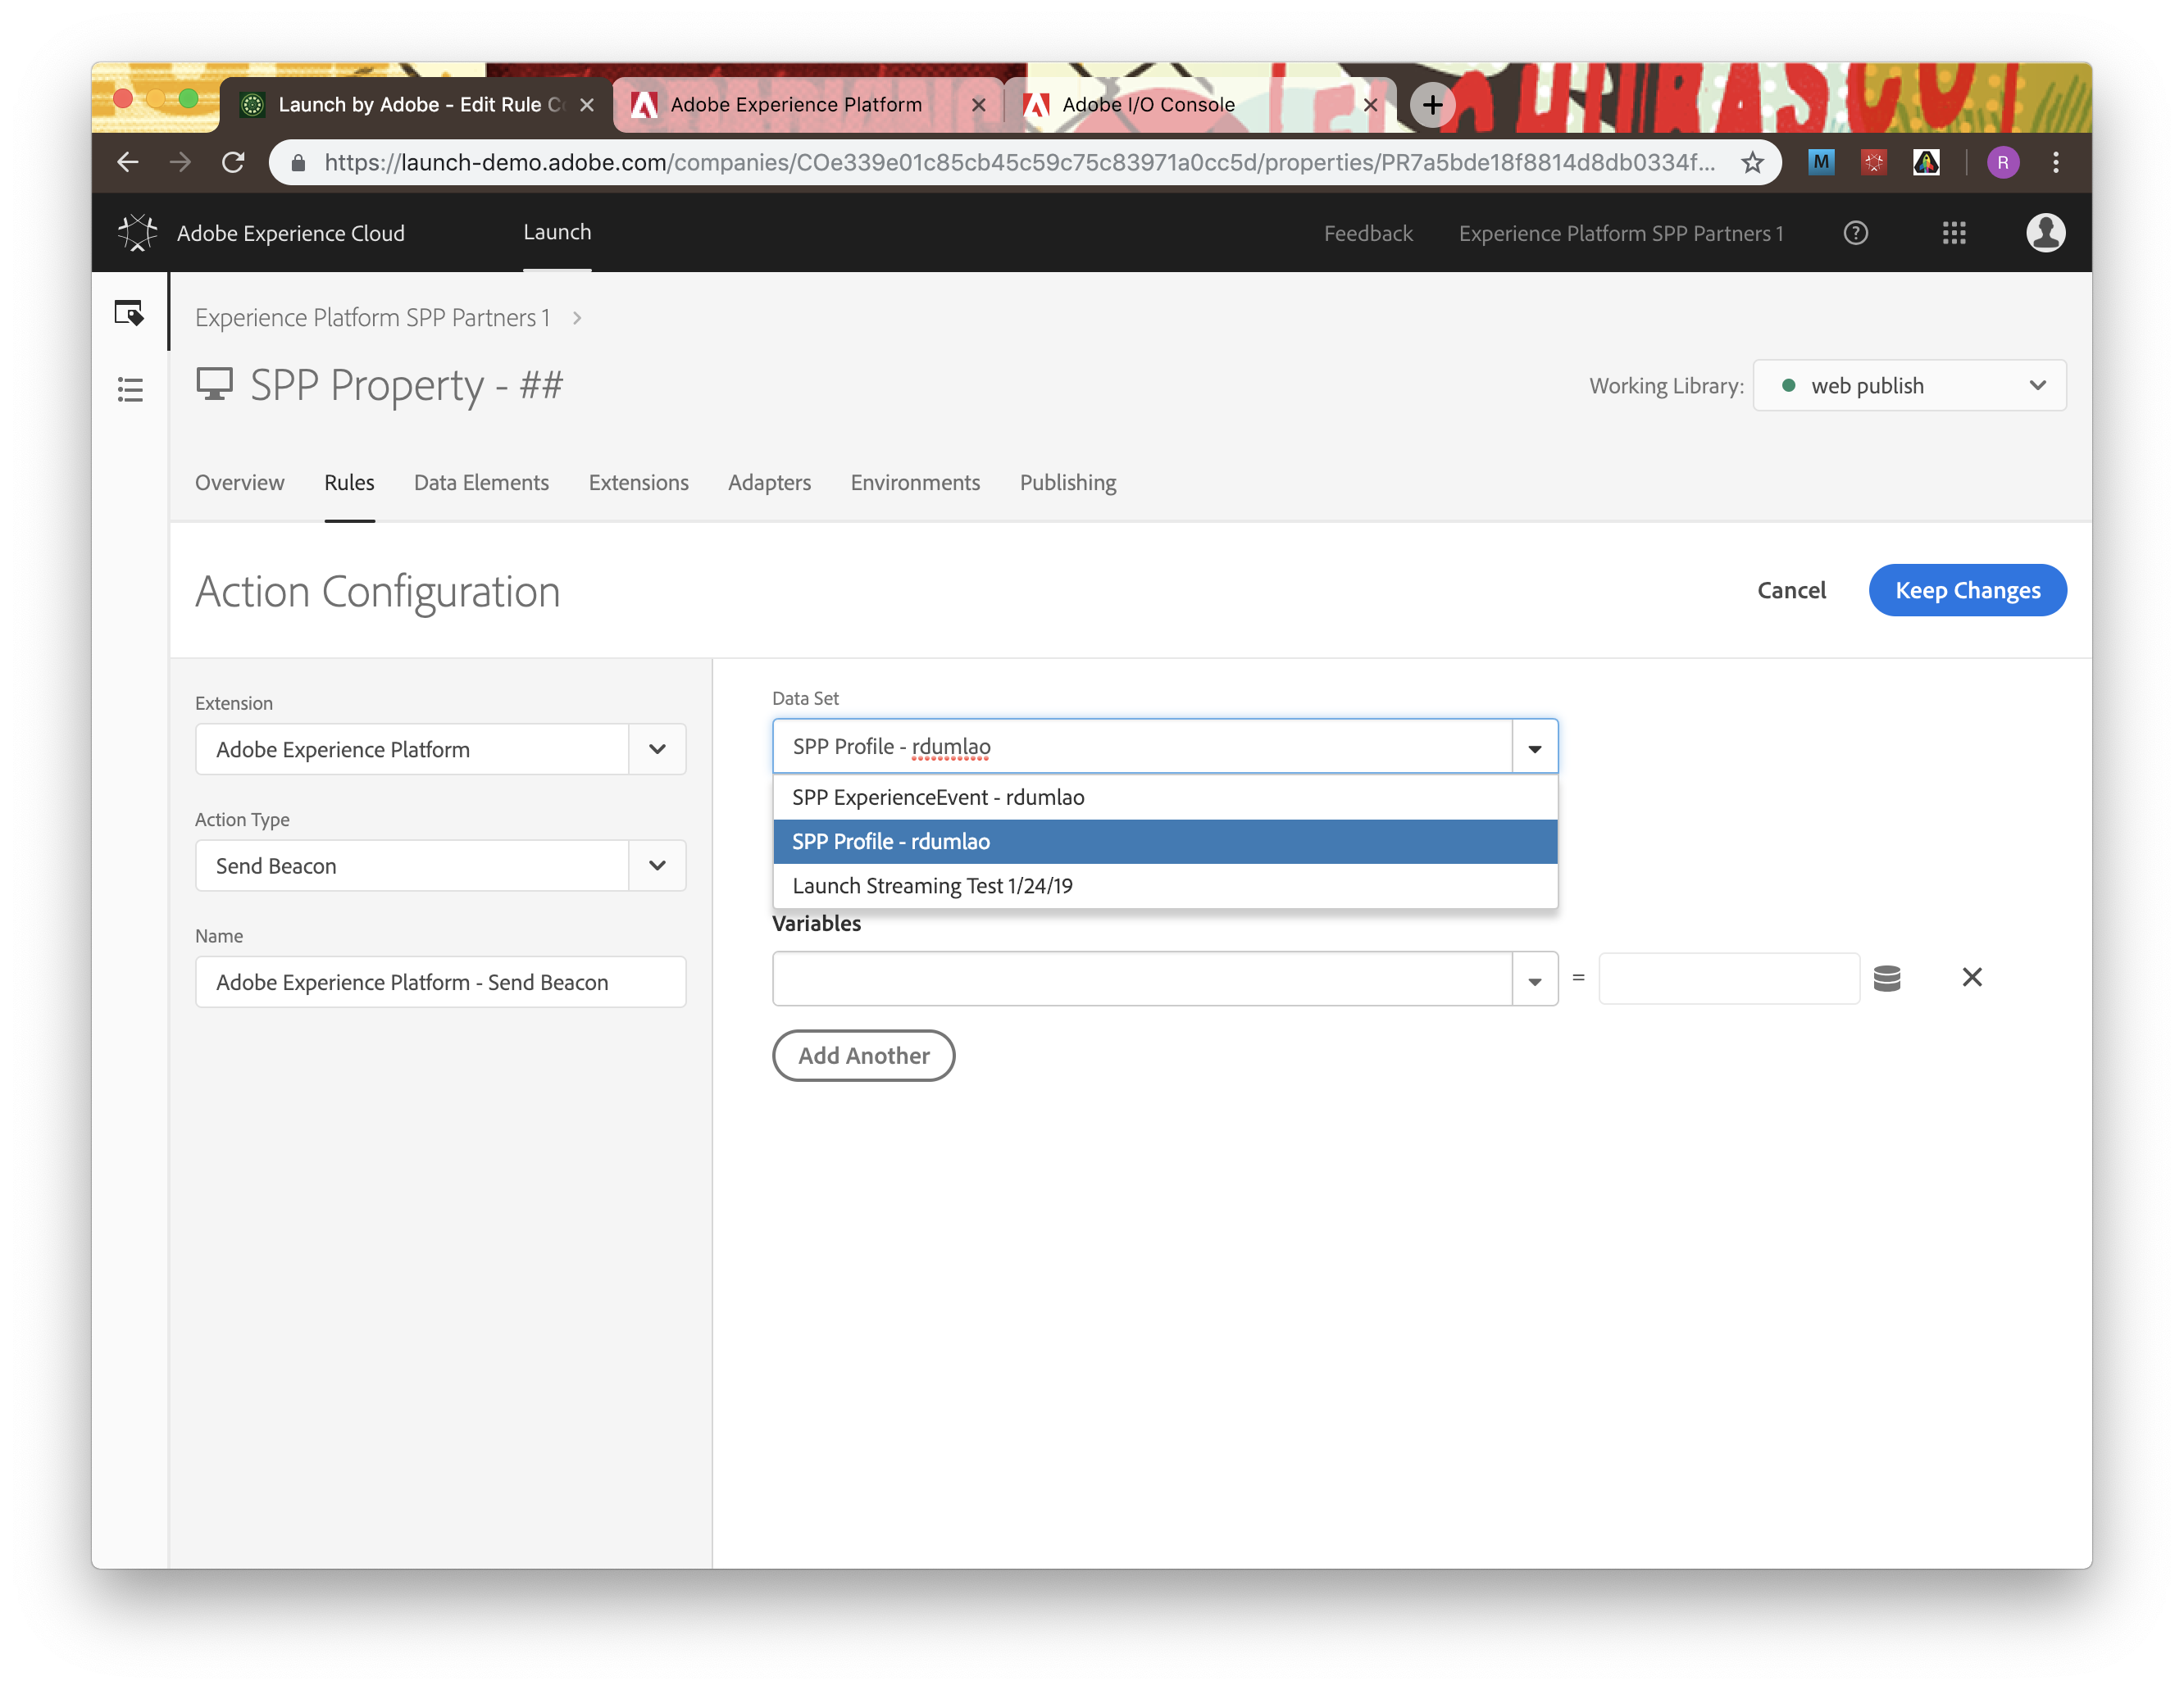 Launch by Adobe - Edit Rule Co
Adobe Experience Platform
Adobe I/O Console
https://launch-demo.adobe.com/companies/COe339e01c85cb45c59c75c83971a0cc5d/properties/PR7a5bde18f8814d8db0334f...
M
R
Adobe Experience Cloud
Launch
Feedback
Experience Platform SPP Partners 1
Experience Platform SPP Partners 1 >
SPP Property - ##
Working Library:
web publish
Overview
Rules
Data Elements
Extensions
Adapters
Environments
Publishing
Action Configuration
Cancel
Keep Changes
Extension
Adobe Experience Platform
Action Type
Send Beacon
Name
Adobe Experience Platform - Send Beacon
Data Set
SPP Profile - rdumlao
SPP ExperienceEvent - rdumlao
SPP Profile - rdumlao
Launch Streaming Test 1/24/19
Variables
=
Add Another